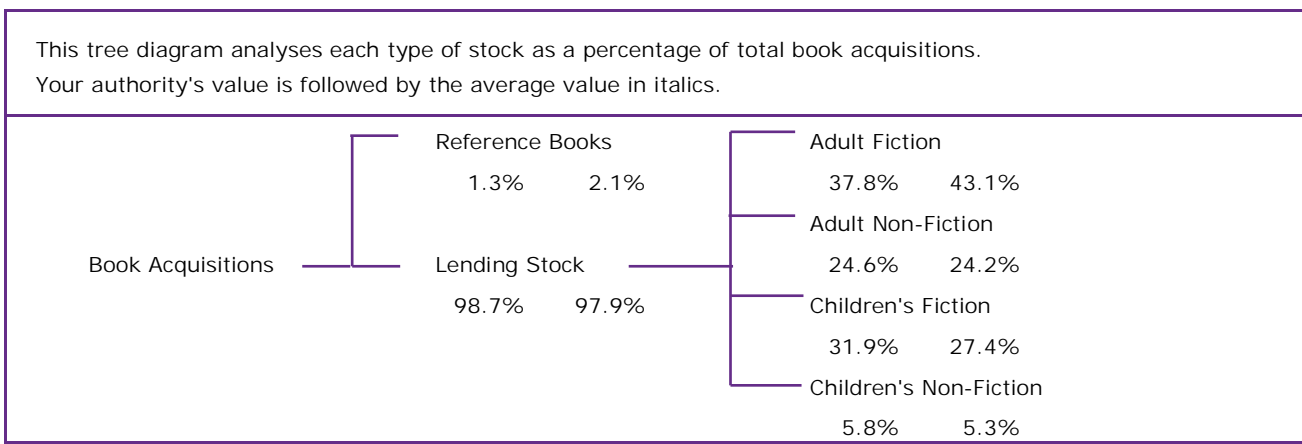 This tree diagram analyses each type of stock as a percentage of total book acquisitions.
Your authority's value is followed by the average value in italics.
Reference Books
1.3% 2.1%
Book Acquisitions
Lending Stock
98.7% 97.9%
Adult Fiction
37.8% 43.1%
Adult Non-Fiction
24.6% 24.2%
Children's Fiction
31.9% 27.4%
Children's Non-Fiction
5.8% 5.3%